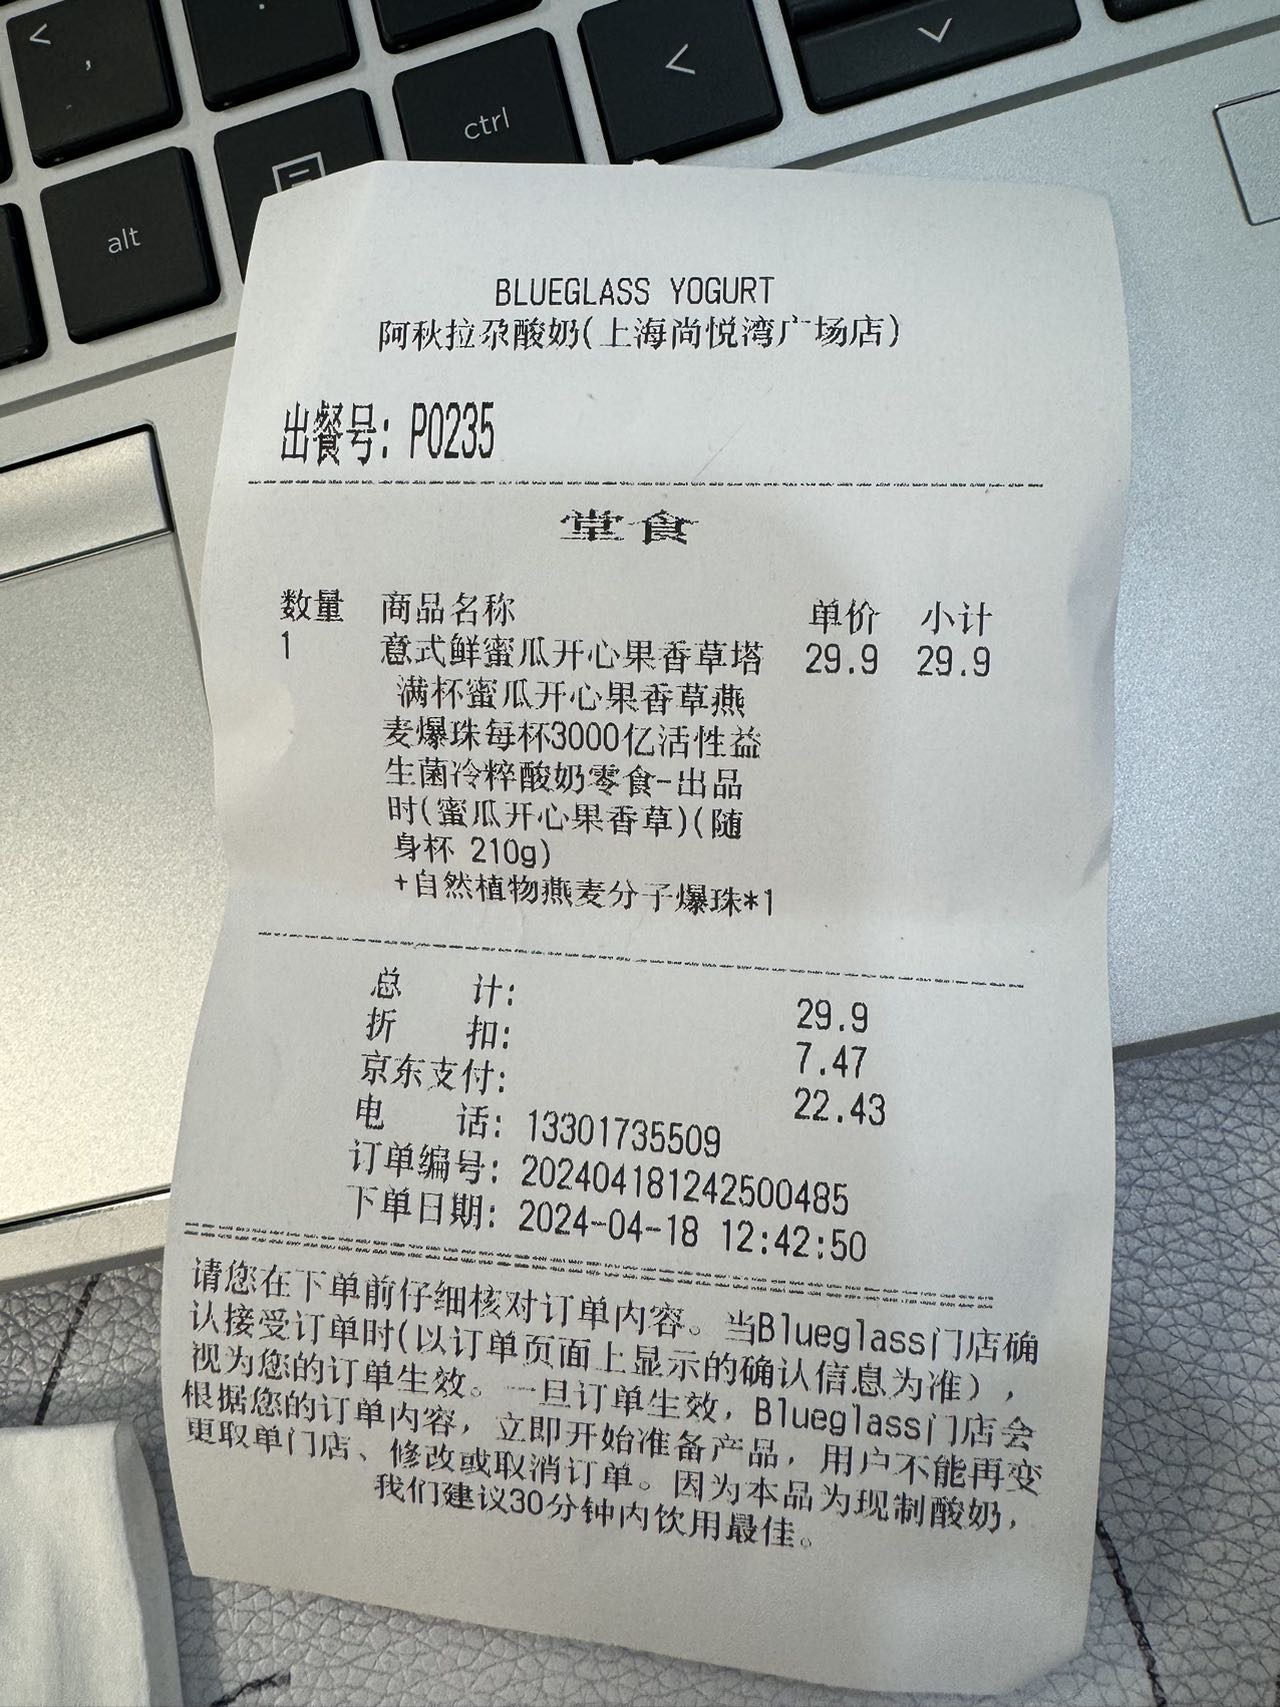 < ,
ctrl
<
alt
BLUEGLASS YOGURT
阿秋拉尕酸奶(上海尚悦湾广场店)
出餐号: P0235
堂食
数量 商品名称 单价 小计
1 意式鲜蜜瓜开心果香草塔 29.9 29.9
满杯蜜瓜开心果香草燕
麦爆珠每杯3000亿活性益
生菌冷粹酸奶零食-出品
时(蜜瓜开心果香草)(随
身杯 210g)
+自然植物燕麦分子爆珠*1
总 计: 29.9
折 扣: 7.47
京东支付: 22.43
电 话: 13301735509
订单编号: 202404181242500485
下单日期: 2024-04-18 12:42:50
请您在下单前仔细核对订单内容。当Blueglass门店确
认接受订单时(以订单页面上显示的确认信息为准),
视为您的订单生效。一旦订单生效, Blueglass门店会
根据您的订单内容, 立即开始准备产品, 用户不能再变
更取单门店、修改或取消订单。因为本品为现制酸奶,
我们建议30分钟内饮用最佳。